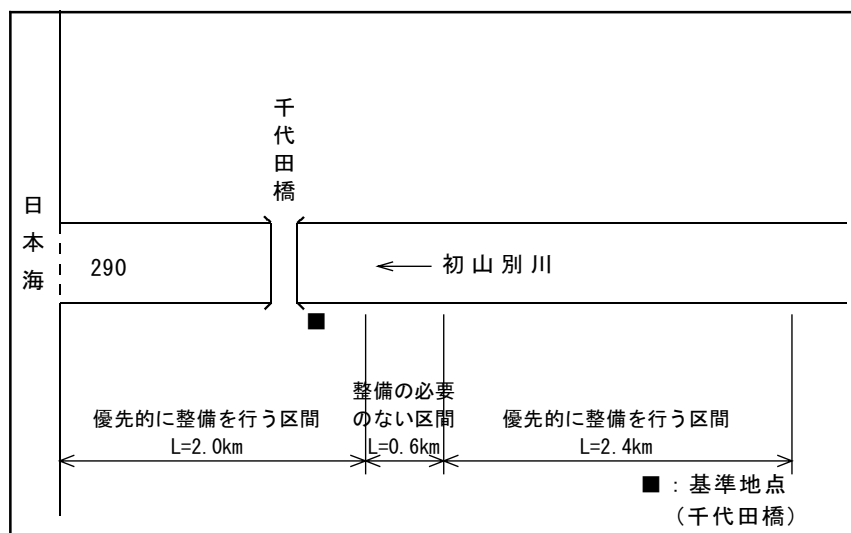 千代田橋
日本海
290
← 初山別川
■
優先的に整備を行う区間
L=2.0km
整備の必要
のない区間
L=0.6km
優先的に整備を行う区間
L=2.4km
■ : 基準地点
(千代田橋)